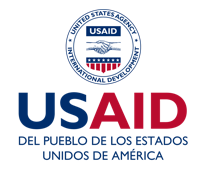 UNITED STATES AGENCY
USAID
INTERNATIONAL DEVELOPMENT
USAID
DEL PUEBLO DE LOS ESTADOS
UNIDOS DE AMÉRICA